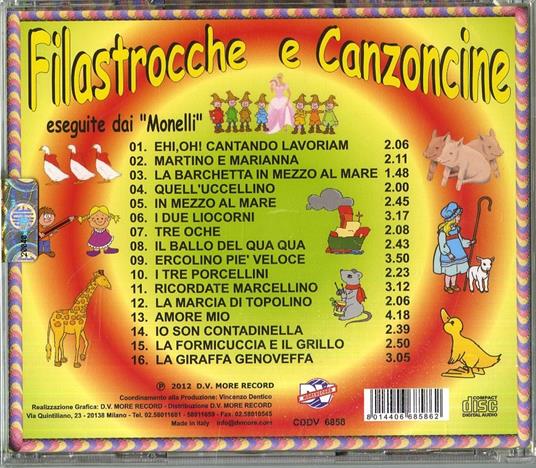 Filastrocche e Canzoncine
eseguite dai "Monelli"
01. EHI,OH! CANTANDO LAVORIAM 2.06
02. MARTINO E MARIANNA 2.11
03. LA BARCHETTA IN MEZZO AL MARE 1.48
04. QUELL'UCCELLINO 2.00
05. IN MEZZO AL MARE 2.45
06. I DUE LIOCORNI 3.17
07. TRE OCHE 2.08
08. IL BALLO DEL QUA QUA 2.43
09. ERCOLINO PIE' VELOCE 3.50
10. I TRE PORCELLINI 2.23
11. RICORDATE MARCELLINO 3.12
12. LA MARCIA DI TOPOLINO 2.06
13. AMORE MIO 4.18
14. IO SON CONTADINELLA 2.39
15. LA FORMICUCCIA E IL GRILLO 2.50
16. LA GIRAFFA GENOVEFFA 3.05
℗ 2012 D.V. MORE RECORD
Coordinamento alla Produzione: Vincenzo Dentico
Realizzazione Grafica: D.V. MORE RECORD - Distribuzione D.V. MORE RECORD
Via Quintiliano, 23 - 20138 Milano - Tel. 02.58011681 - 58011659 - Fax. 02.58010545
Made in Italy - info@dvmore.com
CDDV 6858
8 014406 685862
COMPACT
disc
DIGITAL AUDIO